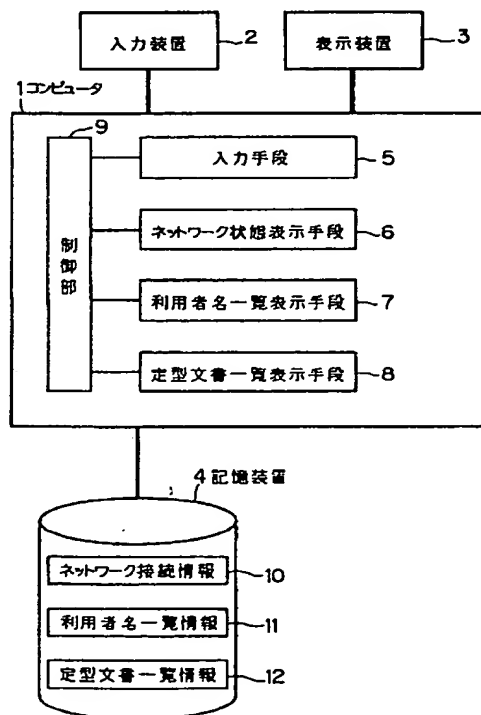 入力装置 2
表示装置 3
1 コンピュータ
9
制御部
入力手段 5
ネットワーク状態表示手段 6
利用者名一覧表示手段 7
定型文書一覧表示手段 8
4 記憶装置
ネットワーク接続情報 10
利用者名一覧情報 11
定型文書一覧情報 12